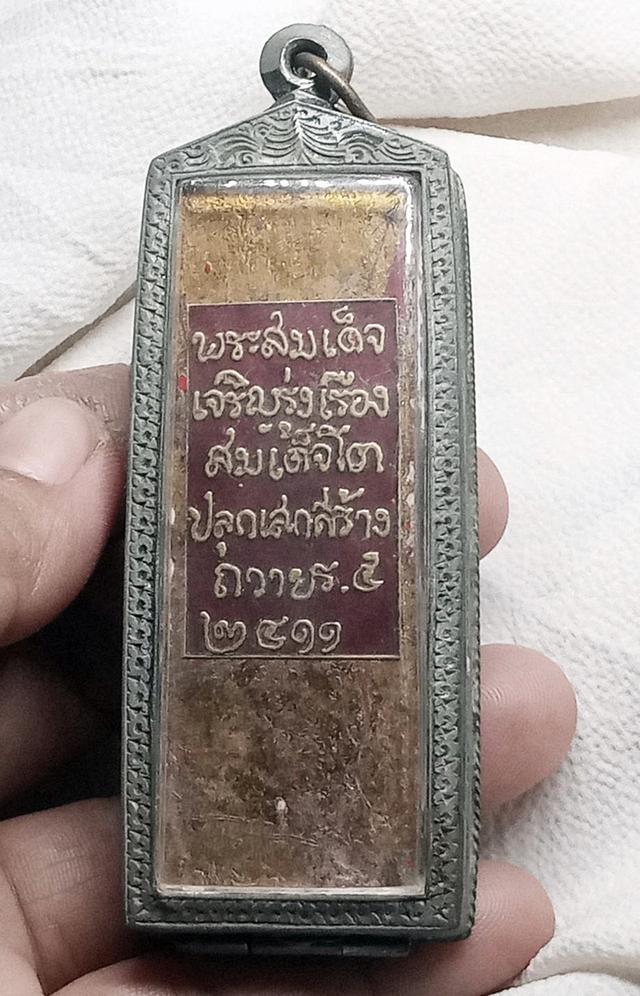 พระสมเด็จ
เจริญรุ่งเรือง
สมเด็จโต
ปลุกเสกสร้าง
ถวายร.๕
๒๔๑๑